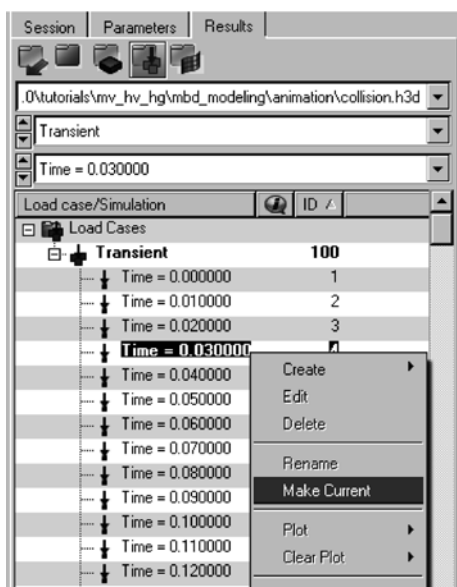 Session Parameters Results
.0\tutorials\mv_hv_hg\mbd_modeling\animation\collision.h3d
Transient
Time = 0.030000
Load case/Simulation ID
Load Cases
Transient 100
Time = 0.000000 1
Time = 0.010000 2
Time = 0.020000 3
Time = 0.030000 4
Time = 0.040000
Time = 0.050000
Time = 0.060000
Time = 0.070000
Time = 0.080000
Time = 0.090000
Time = 0.100000
Time = 0.110000
Time = 0.120000
Create
Edit
Delete
Rename
Make Current
Plot
Clear Plot